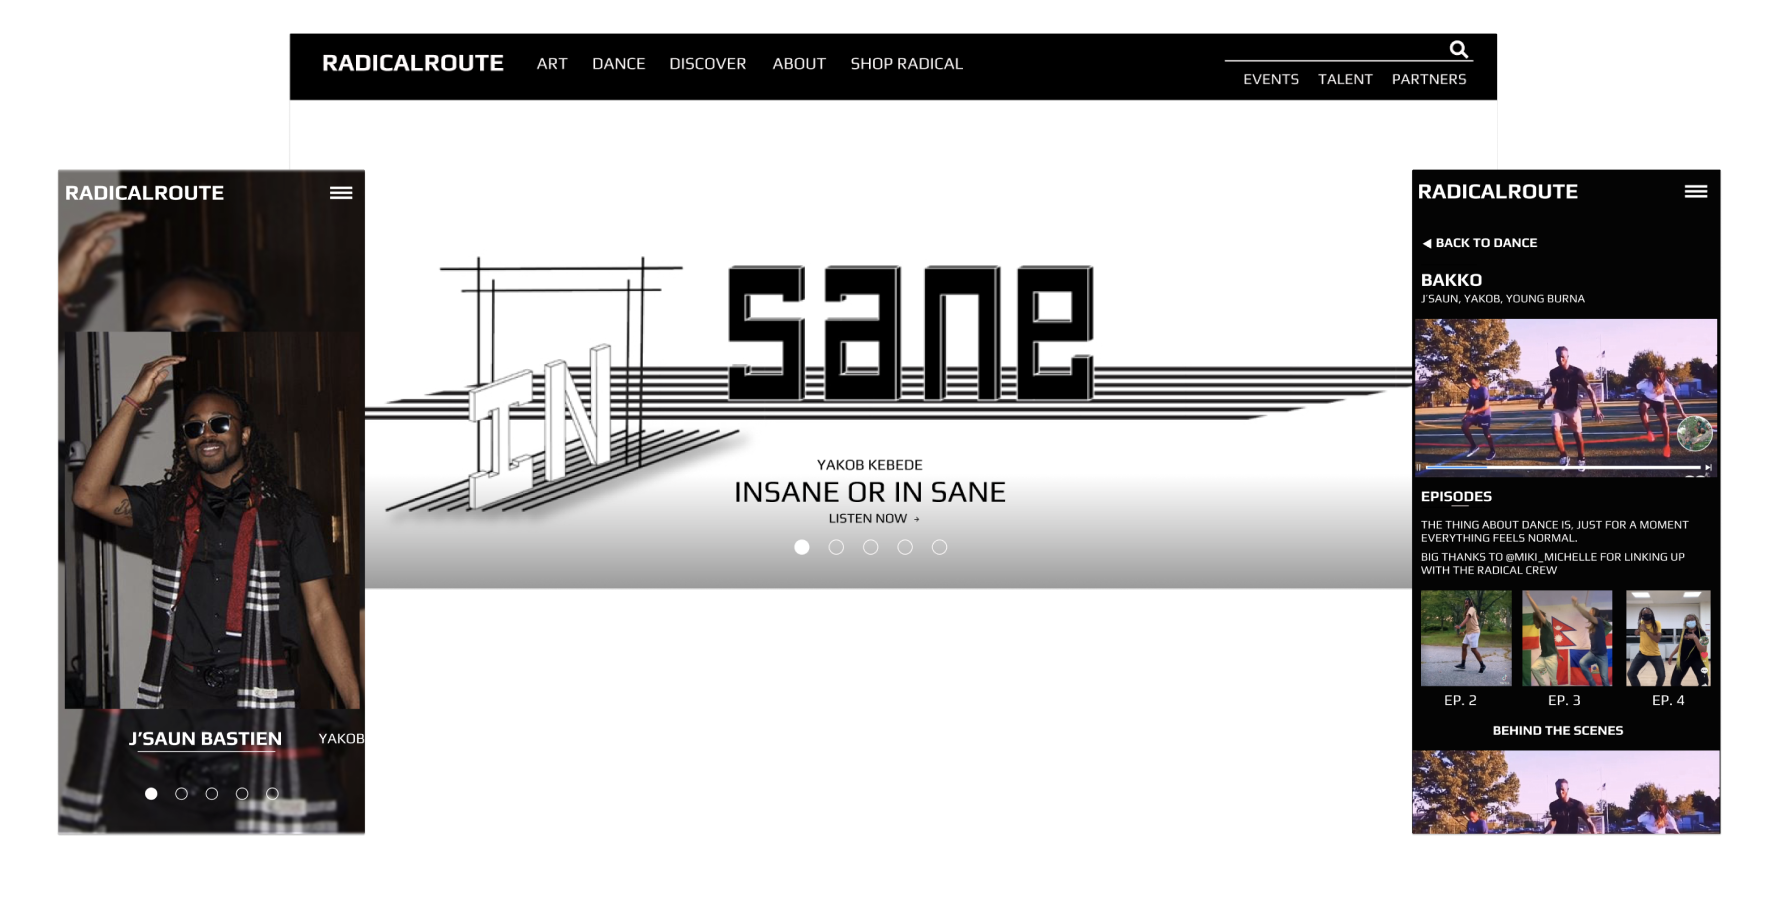 RADICALROUTE ART DANCE DISCOVER ABOUT SHOP RADICAL
EVENTS TALENT PARTNERS
RADICALROUTE
J'SAUN BASTIEN YAKOB
IN sane
YAKOB KEBEDE
INSANE OR IN SANE
LISTEN NOW →
RADICALROUTE
◀ BACK TO DANCE
BAKKO
J'SAUN, YAKOB, YOUNG BURNA
EPISODES
THE THING ABOUT DANCE IS, JUST FOR A MOMENT
EVERYTHING FEELS NORMAL.
BIG THANKS TO @MIKI_MICHELLE FOR LINKING UP
WITH THE RADICAL CREW
EP. 2 EP. 3 EP. 4
BEHIND THE SCENES